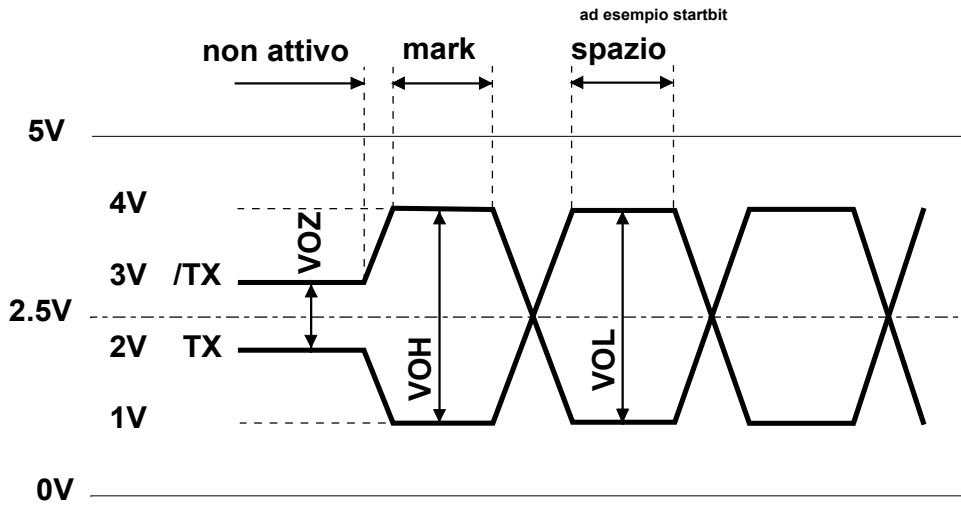 ad esempio startbit
non attivo mark spazio
5V
4V
VOZ
3V /TX
2.5V
2V TX
VOH
VOL
1V
0V